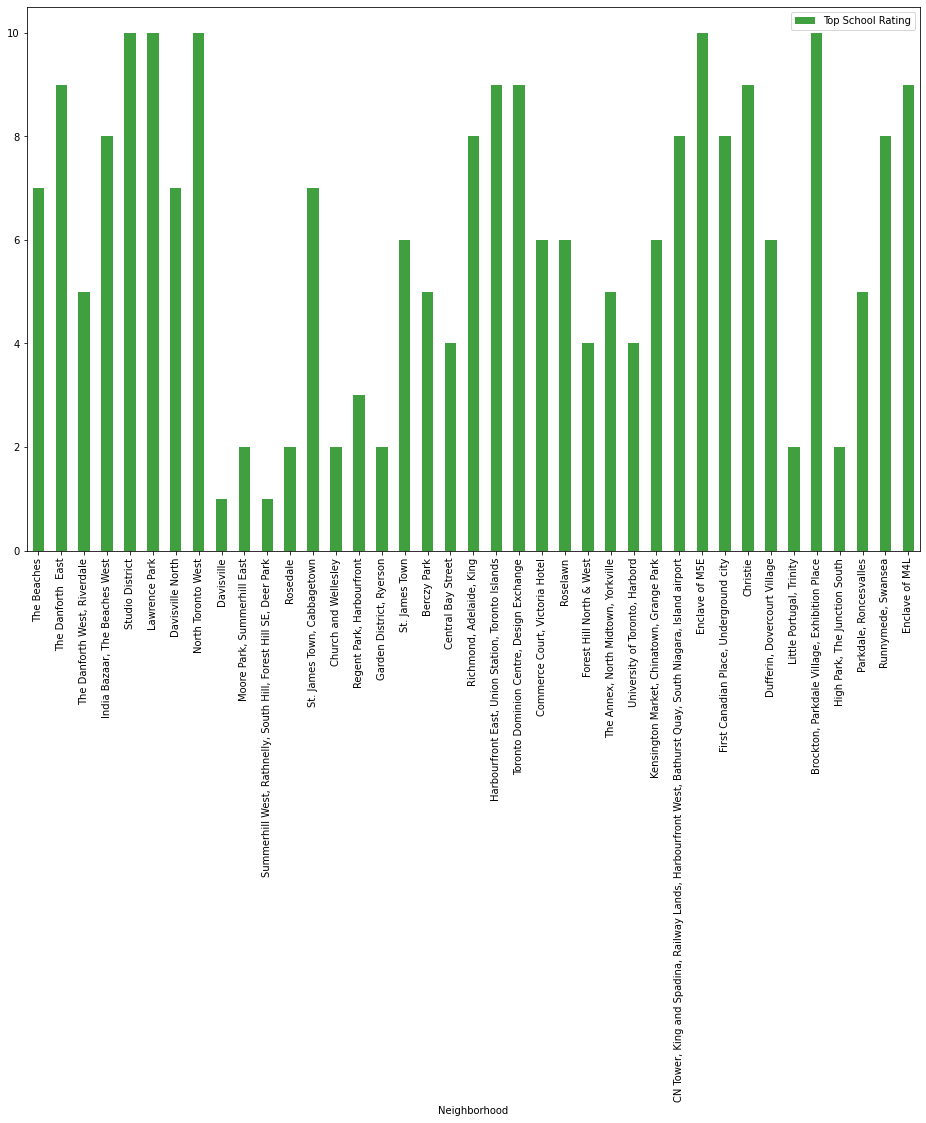 Top School Rating
10
8
6
4
2
0
The Beaches
The Danforth  East
The Danforth West, Riverdale
India Bazaar, The Beaches West
Studio District
Lawrence Park
Davisville North
North Toronto West
Davisville
Moore Park, Summerhill East
Summerhill West, Rathnelly, South Hill, Forest Hill SE, Deer Park
Rosedale
St. James Town, Cabbagetown
Church and Wellesley
Regent Park, Harbourfront
Garden District, Ryerson
St. James Town
Berczy Park
Central Bay Street
Richmond, Adelaide, King
Harbourfront East, Union Station, Toronto Islands
Toronto Dominion Centre, Design Exchange
Commerce Court, Victoria Hotel
Roselawn
Forest Hill North & West
The Annex, North Midtown, Yorkville
University of Toronto, Harbord
Kensington Market, Chinatown, Grange Park
CN Tower, King and Spadina, Railway Lands, Harbourfront West, Bathurst Quay, South Niagara, Island airport
Enclave of M5E
First Canadian Place, Underground city
Christie
Dufferin, Dovercourt Village
Little Portugal, Trinity
Brockton, Parkdale Village, Exhibition Place
High Park, The Junction South
Parkdale, Roncesvalles
Runnymede, Swansea
Enclave of M4L
Neighborhood